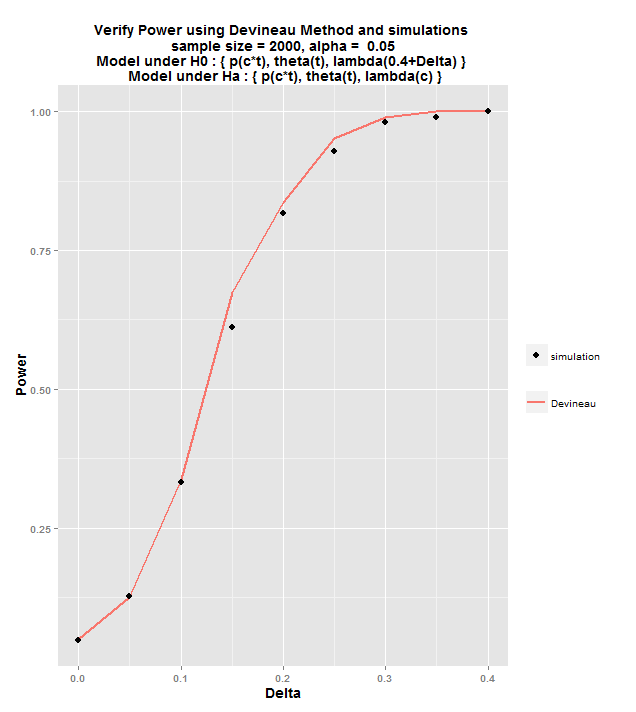 Verify Power using Devineau Method and simulations
sample size = 2000, alpha =  0.05
Model under H0 : { p(c*t), theta(t), lambda(0.4+Delta) }
Model under Ha : { p(c*t), theta(t), lambda(c) }
1.00
0.75
0.50
0.25
Power
0.0 0.1 0.2 0.3 0.4
Delta
simulation
Devineau